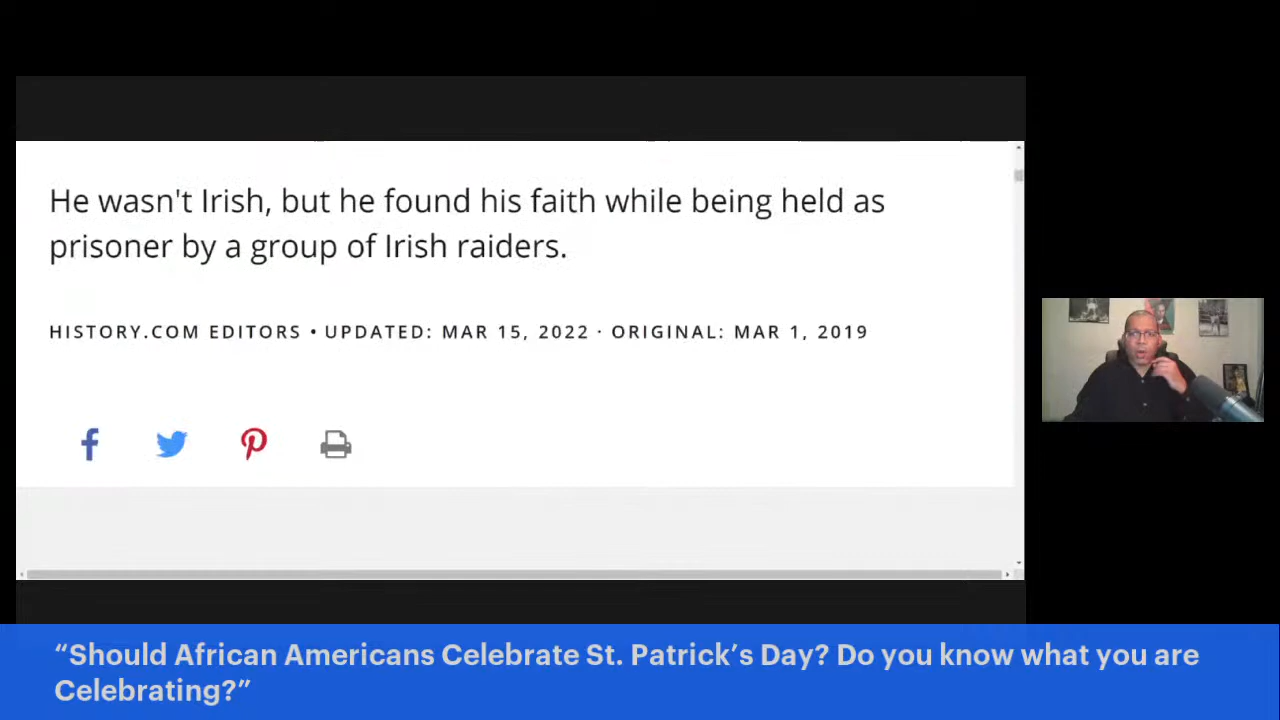 He wasn't Irish, but he found his faith while being held as
prisoner by a group of Irish raiders.
HISTORY.COM EDITORS • UPDATED: MAR 15, 2022 · ORIGINAL: MAR 1, 2019
“Should African Americans Celebrate St. Patrick’s Day? Do you know what you are
Celebrating?”